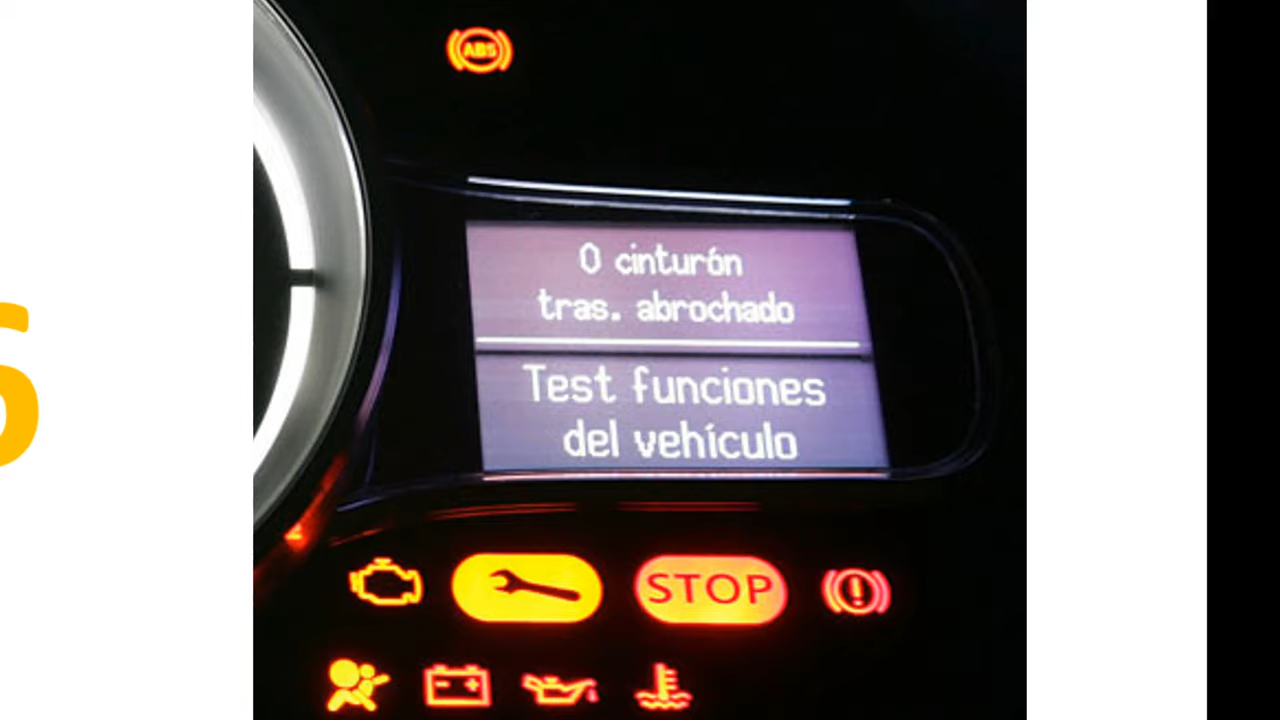 ABS
0 cinturón
tras. abrochado
Test funciones
del vehículo
STOP